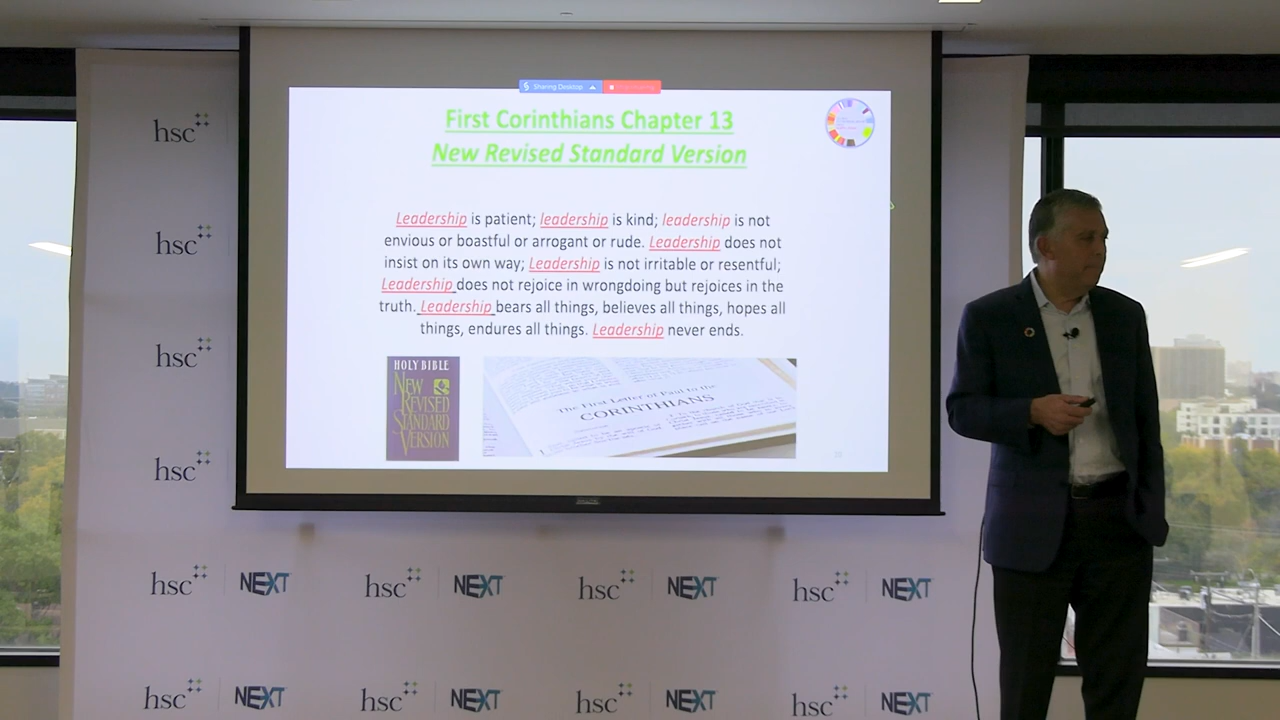 Sharing Desktop
First Corinthians Chapter 13
New Revised Standard Version
Leadership is patient; leadership is kind; leadership is not
envious or boastful or arrogant or rude. Leadership does not
insist on its own way; Leadership is not irritable or resentful;
Leadership does not rejoice in wrongdoing but rejoices in the
truth. Leadership bears all things, believes all things, hopes all
things, endures all things. Leadership never ends.
HOLY BIBLE
NEW
REVISED
STANDARD
VERSION
The First Letter of Paul to the
CORINTHIANS
hsc
hsc
hsc
hsc
hsc NEXT hsc NEXT hsc NEXT hsc NEXT
hsc NEXT hsc NEXT hsc NEXT hsc NEXT